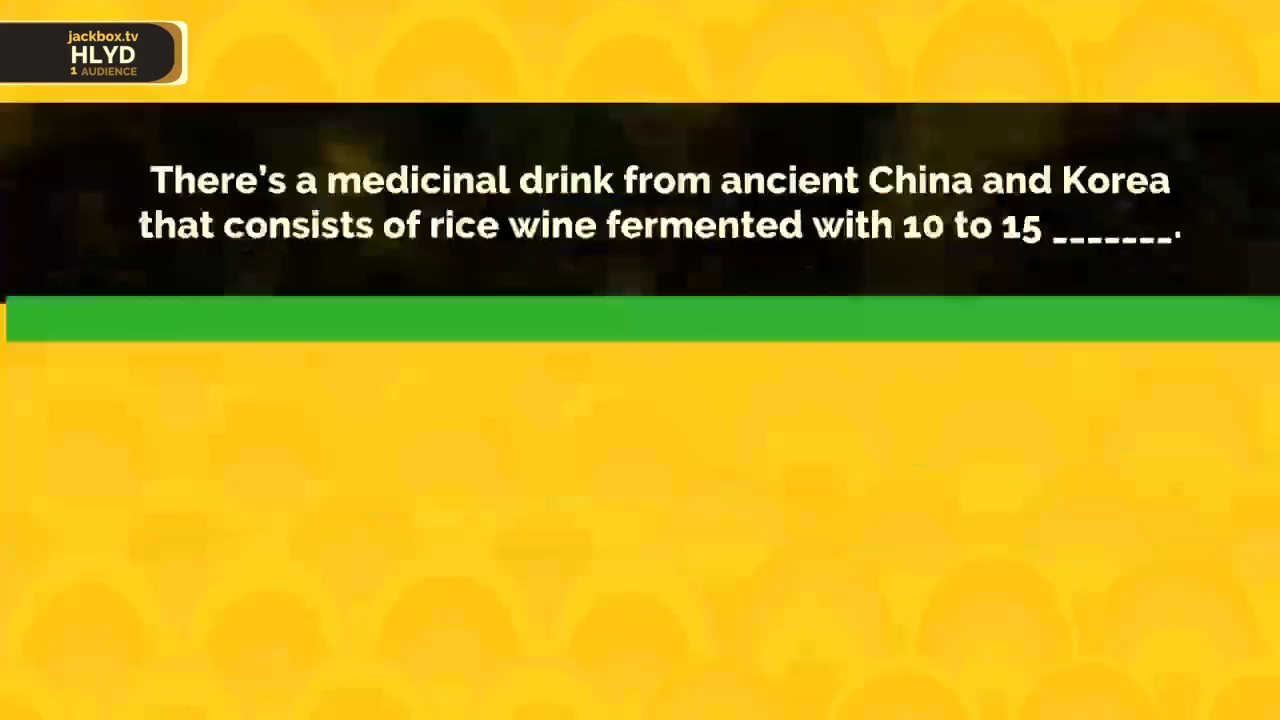 jackbox.tv
HLYD
1 AUDIENCE
There's a medicinal drink from ancient China and Korea
that consists of rice wine fermented with 10 to 15 _______.